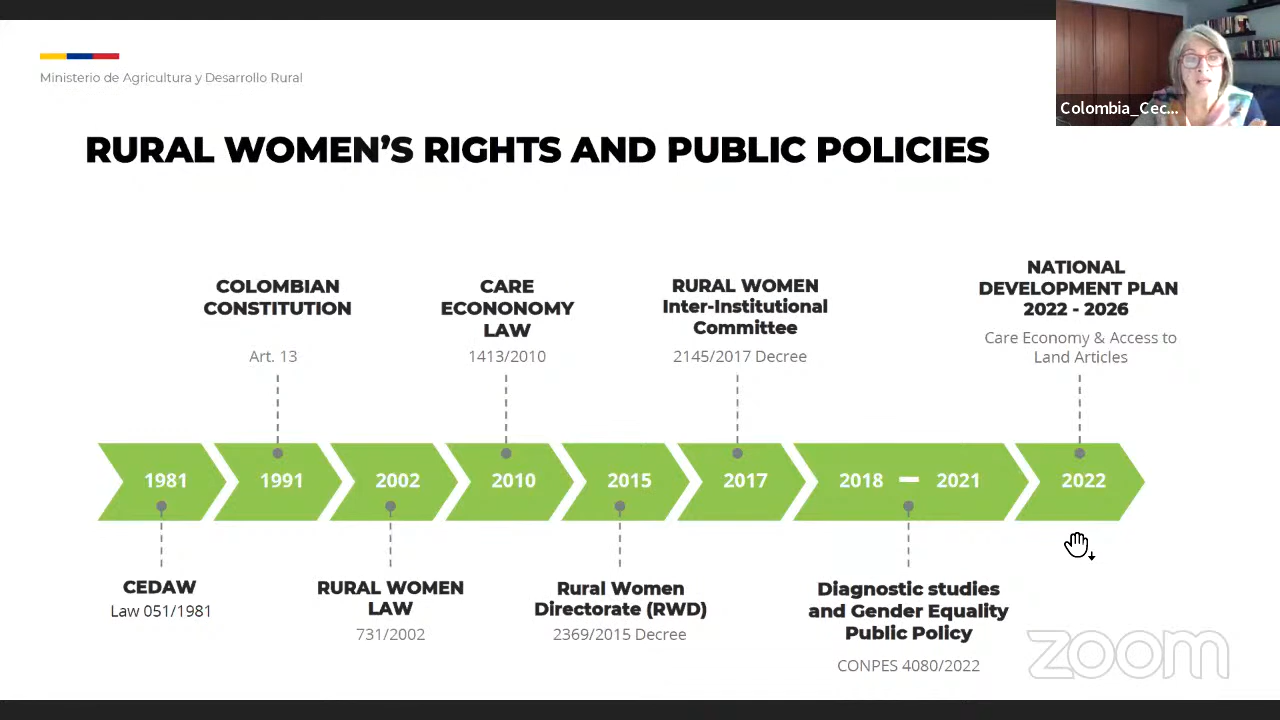 Ministerio de Agricultura y Desarrollo Rural
Colombia_Cec...
RURAL WOMEN’S RIGHTS AND PUBLIC POLICIES
COLOMBIAN
CONSTITUTION
Art. 13
CARE
ECONONOMY
LAW
1413/2010
RURAL WOMEN
Inter-Institutional
Committee
2145/2017 Decree
NATIONAL
DEVELOPMENT PLAN
2022 - 2026
Care Economy & Access to
Land Articles
1981
1991
2002
2010
2015
2017
2018 – 2021
2022
CEDAW
Law 051/1981
RURAL WOMEN
LAW
731/2002
Rural Women
Directorate (RWD)
2369/2015 Decree
Diagnostic studies
and Gender Equality
Public Policy
CONPES 4080/2022
zoom